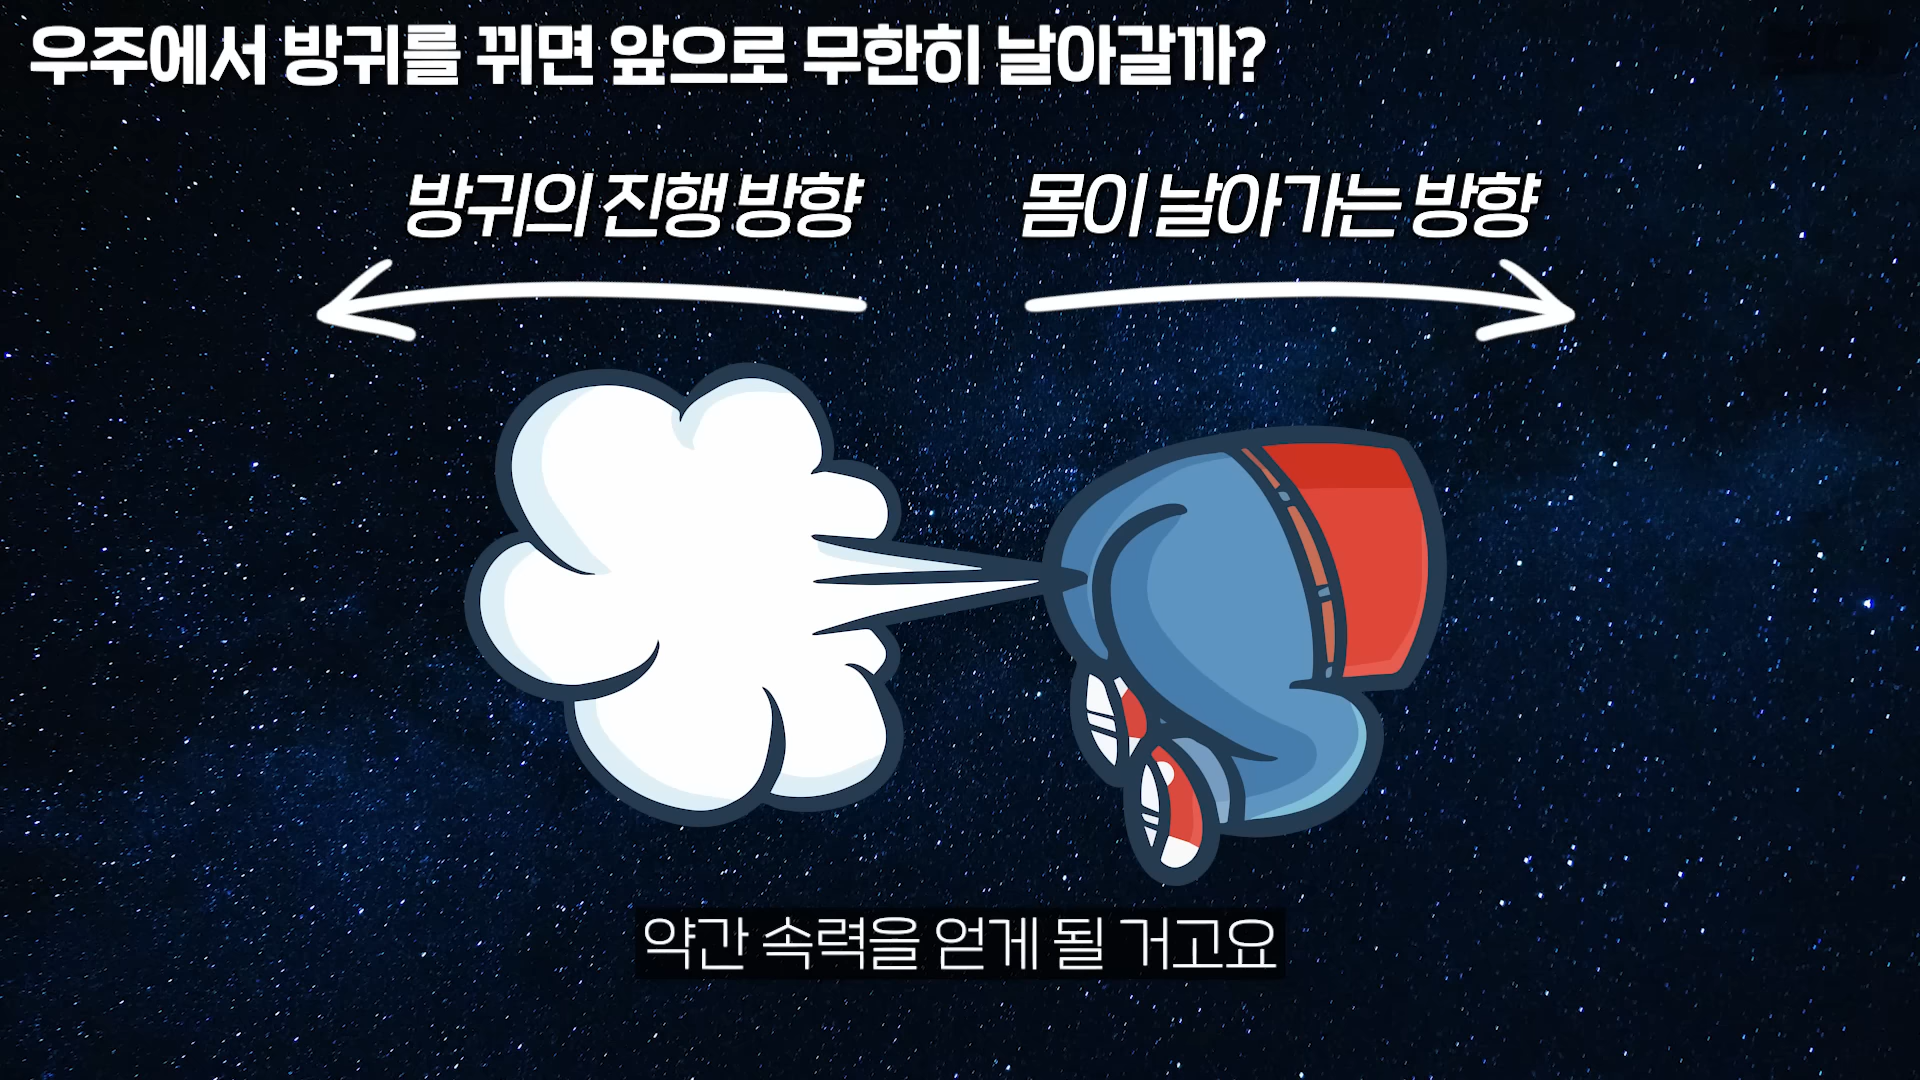 우주에서 방귀를 뀌면 앞으로 무한히 날아갈까?
방귀의 진행 방향
몸이 날아가는 방향
약간 속력을 얻게 될 거고요